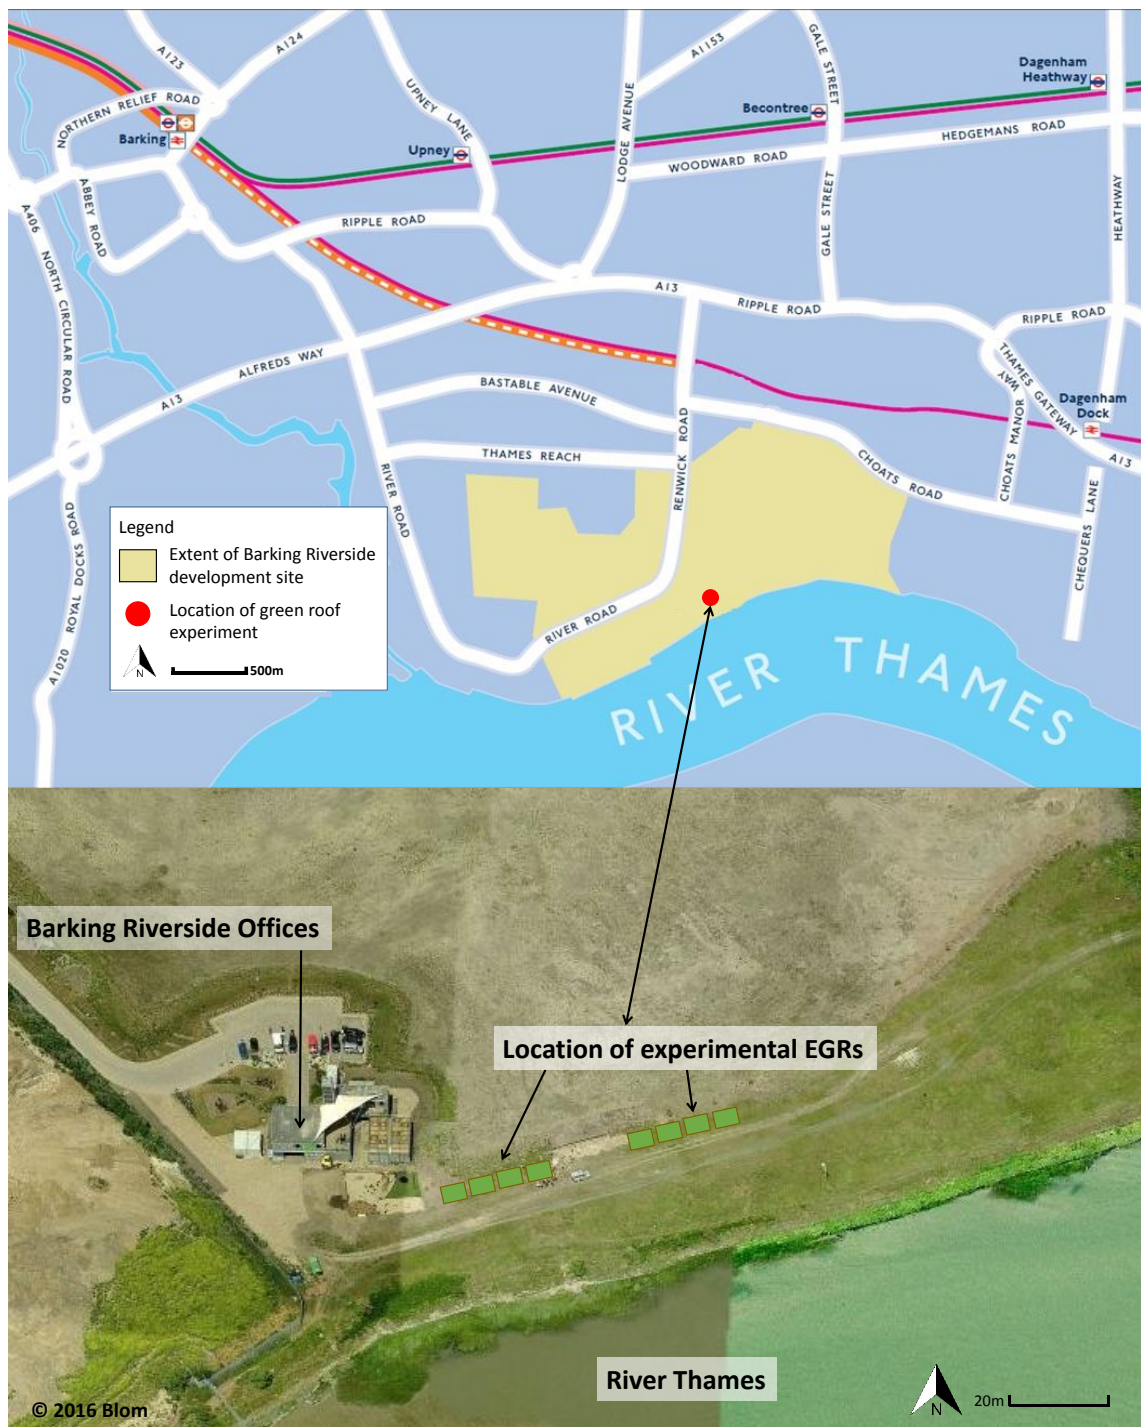 A123
A124
A1153
GALE STREET
Dagenham
Heathway
NORTHERN RELIEF ROAD
UPNEY LANE
LODGE AVENUE
Becontree
HEDGEMANS ROAD
Barking
Upney
WOODWARD ROAD
ABBEY ROAD
RIPPLE ROAD
GALE STREET
HEATHWAY
A406 NORTH CIRCULAR ROAD
A13
RIPPLE ROAD
RIPPLE ROAD
ALFREDS WAY
A13
BASTABLE AVENUE
THAMES GATEWAY
A13
CHOATS MANOR WAY
Dagenham
Dock
RENWICK ROAD
THAMES REACH
CHOATS ROAD
RIVER ROAD
CHEQUERS LANE
A1020 ROYAL DOCKS ROAD
Legend
Extent of Barking Riverside
development site
Location of green roof
experiment
N
500m
RIVER ROAD
RIVER THAMES
Barking Riverside Offices
Location of experimental EGRs
River Thames
N
20m
© 2016 Blom